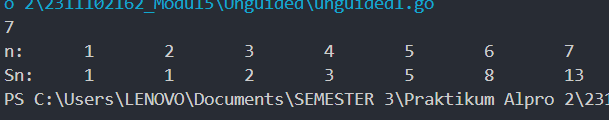 o 2\2311102162_Modul5\Unguided\unguided1.go
7
n: 1 2 3 4 5 6 7
Sn: 1 1 2 3 5 8 13
PS C:\Users\LENOVO\Documents\SEMESTER 3\Praktikum Alpro 2\231